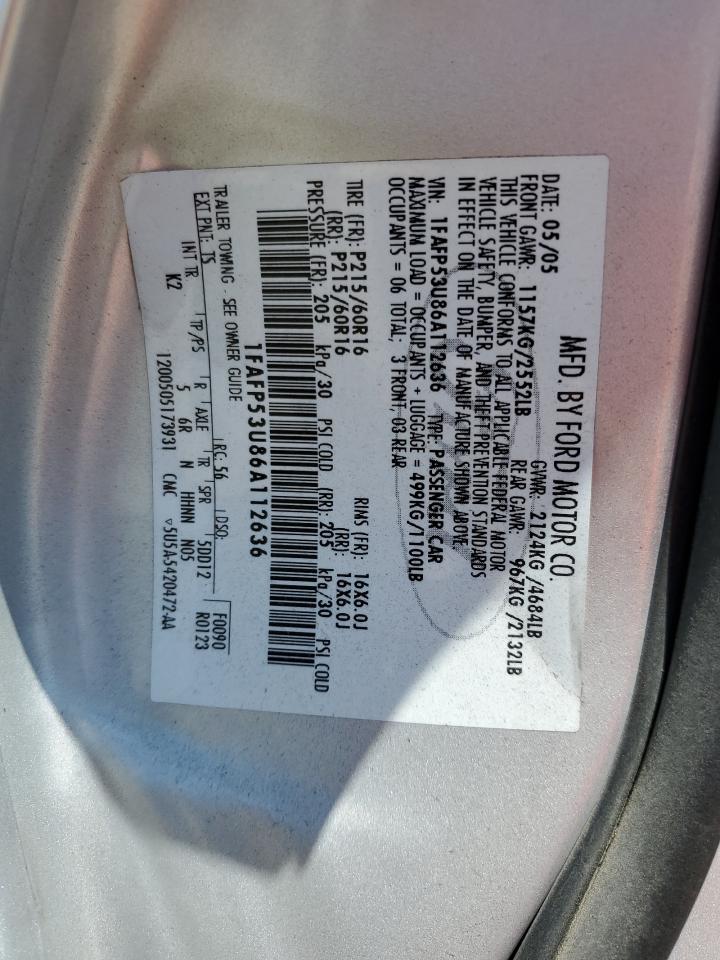 MFD. BY FORD MOTOR CO.
DATE: 05/05 GVWR: 2124KG / 4684LB
FRONT GAWR: 1157KG/2552LB REAR GAWR: 967KG /2132LB
THIS VEHICLE CONFORMS TO ALL APPLICABLE FEDERAL MOTOR
VEHICLE SAFETY, BUMPER, AND THEFT PREVENTION STANDARDS
IN EFFECT ON THE DATE OF MANUFACTURE SHOWN ABOVE.
VIN: 1FAFP53U86A112636 TYPE: PASSENGER CAR
MAXIMUM LOAD = OCCUPANTS + LUGGAGE = 499KG/1100LB
OCCUPANTS = 06 TOTAL; 3 FRONT, 03 REAR
TIRE (FR): P215/60R16 RIMS (FR): 16X6.0J
(RR): P215/60R16 (RR): 16X6.0J
PRESSURE (FR): 205 kPa/30 PSI COLD (RR): 205 kPa/30 PSI COLD
1FAFP53U86A112636
TRAILER TOWING - SEE OWNER GUIDE
EXT PNT: TS RC: 56 DSO: F0090
R0123
INT TR TP/PS R AXLE TR SPR 5DD12
K2 5 6R N HHNN N05
1200505173931 CMC ▽5U5A-5420472-AA